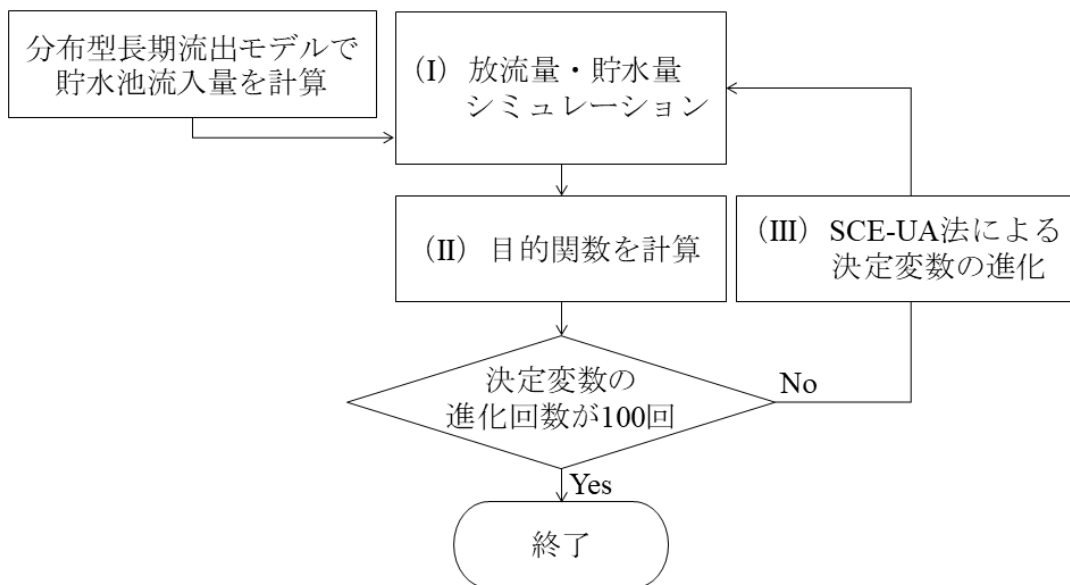 分布型長期流出モデルで
貯水池流入量を計算
(I) 放流量・貯水量
シミュレーション
(II) 目的関数を計算
(III) SCE-UA法による
決定変数の進化
決定変数の
進化回数が100回
No
Yes
終了